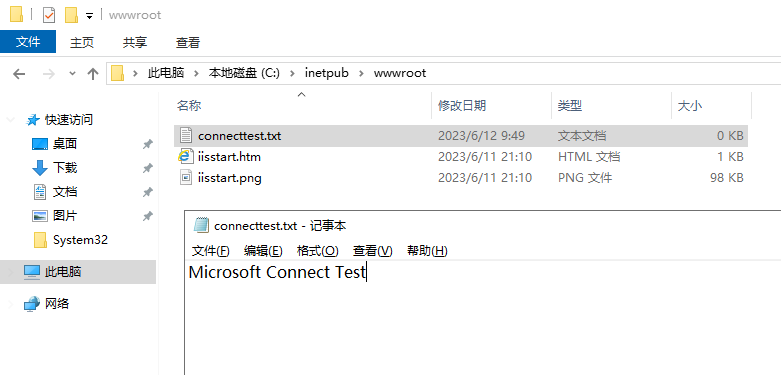 wwwroot
文件 主页 共享 查看
此电脑 本地磁盘 (C:) inetpub wwwroot
名称 修改日期 类型 大小
快速访问
桌面
下载
文档
图片
System32
此电脑
网络
connecttest.txt 2023/6/12 9:49 文本文档 0 KB
iisstart.htm 2023/6/11 21:10 HTML 文档 1 KB
iisstart.png 2023/6/11 21:10 PNG 文件 98 KB
connecttest.txt - 记事本
文件(F) 编辑(E) 格式(O) 查看(V) 帮助(H)
Microsoft Connect Test